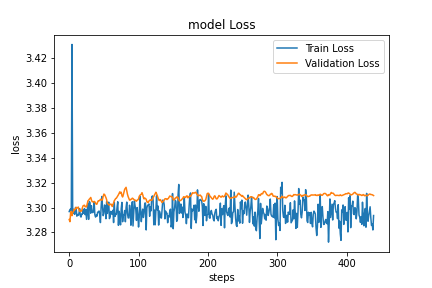 model Loss
Train Loss
Validation Loss
3.42
3.40
3.38
3.36
3.34
3.32
3.30
3.28
loss
0
100
200
300
400
steps